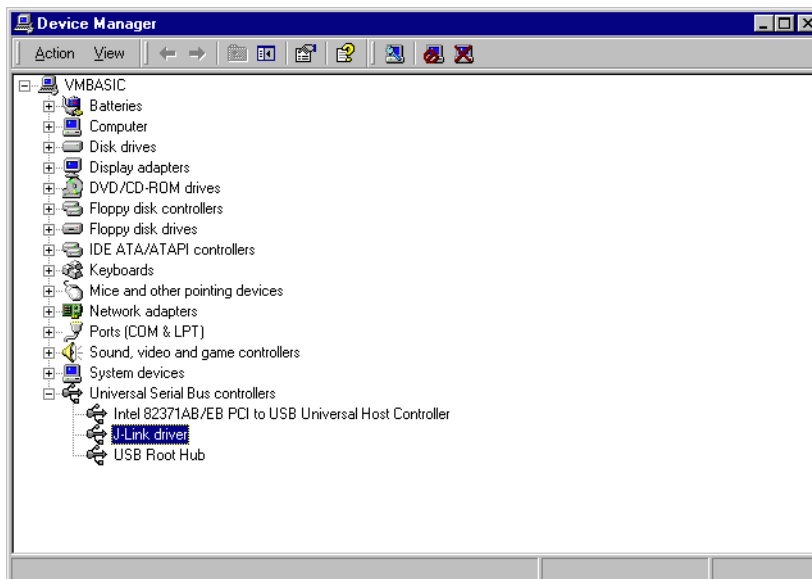 Device Manager
Action View
VMBASIC
Batteries
Computer
Disk drives
Display adapters
DVD/CD-ROM drives
Floppy disk controllers
Floppy disk drives
IDE ATA/ATAPI controllers
Keyboards
Mice and other pointing devices
Network adapters
Ports (COM & LPT)
Sound, video and game controllers
System devices
Universal Serial Bus controllers
Intel 82371AB/EB PCI to USB Universal Host Controller
J-Link driver
USB Root Hub